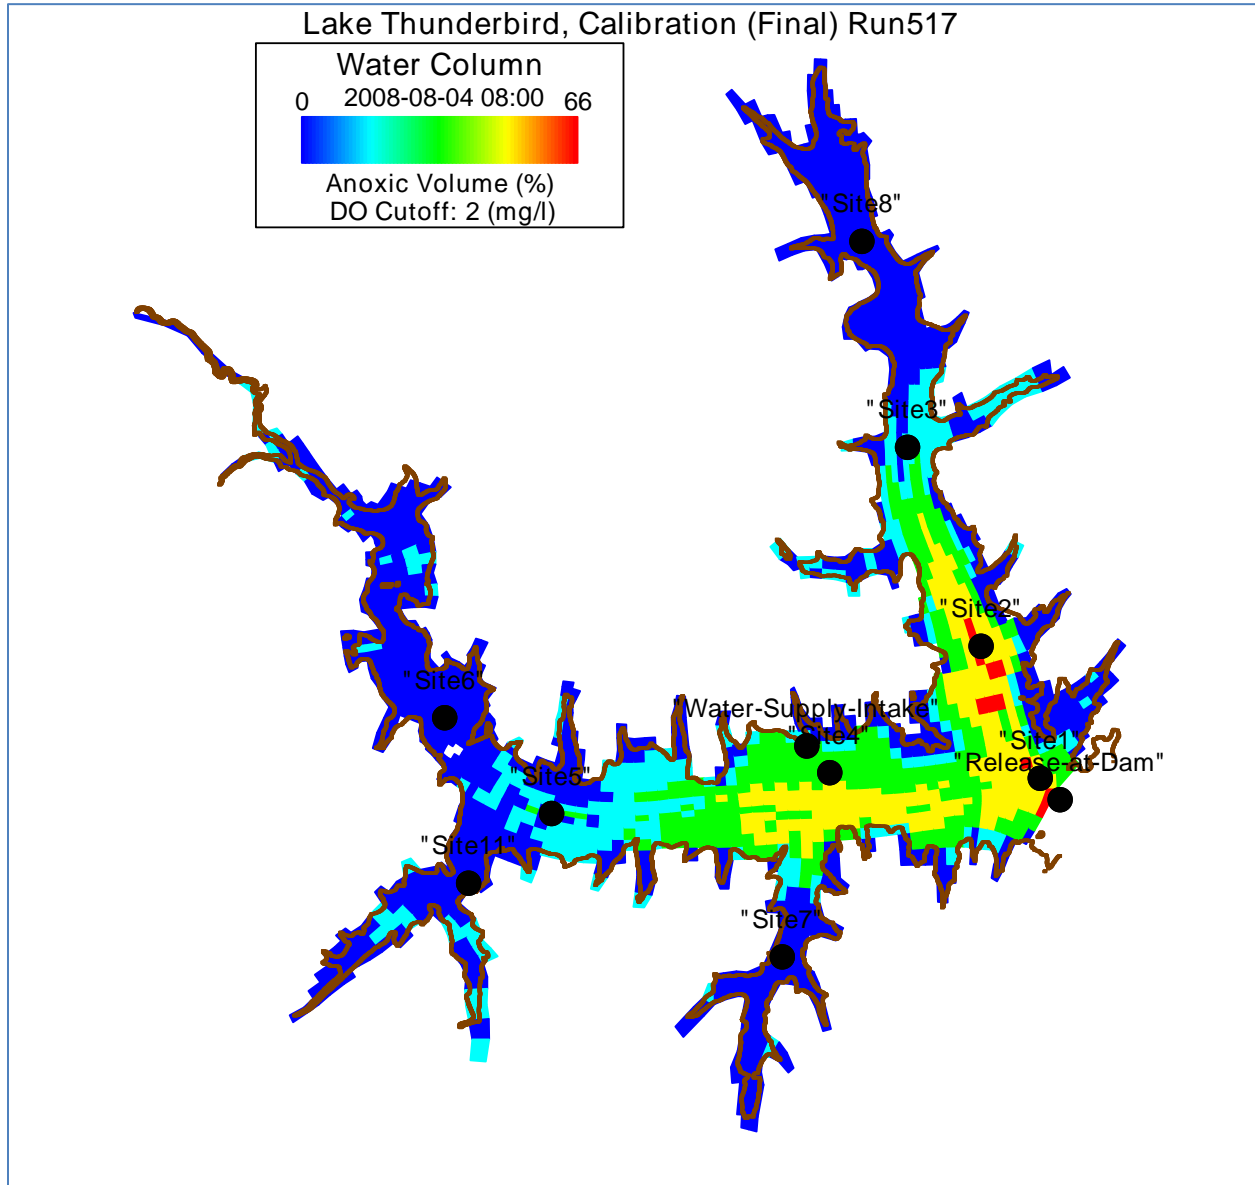 Lake Thunderbird, Calibration (Final) Run517
Water Column
0 2008-08-04 08:00 66
Anoxic Volume (%)
DO Cutoff: 2 (mg/l)
"Site8"
"Site3"
"Site2"
"Site6"
"Water-Supply-Intake"
"Site4"
"Site1"
"Release-at-Dam"
"Site5"
"Site11"
"Site7"